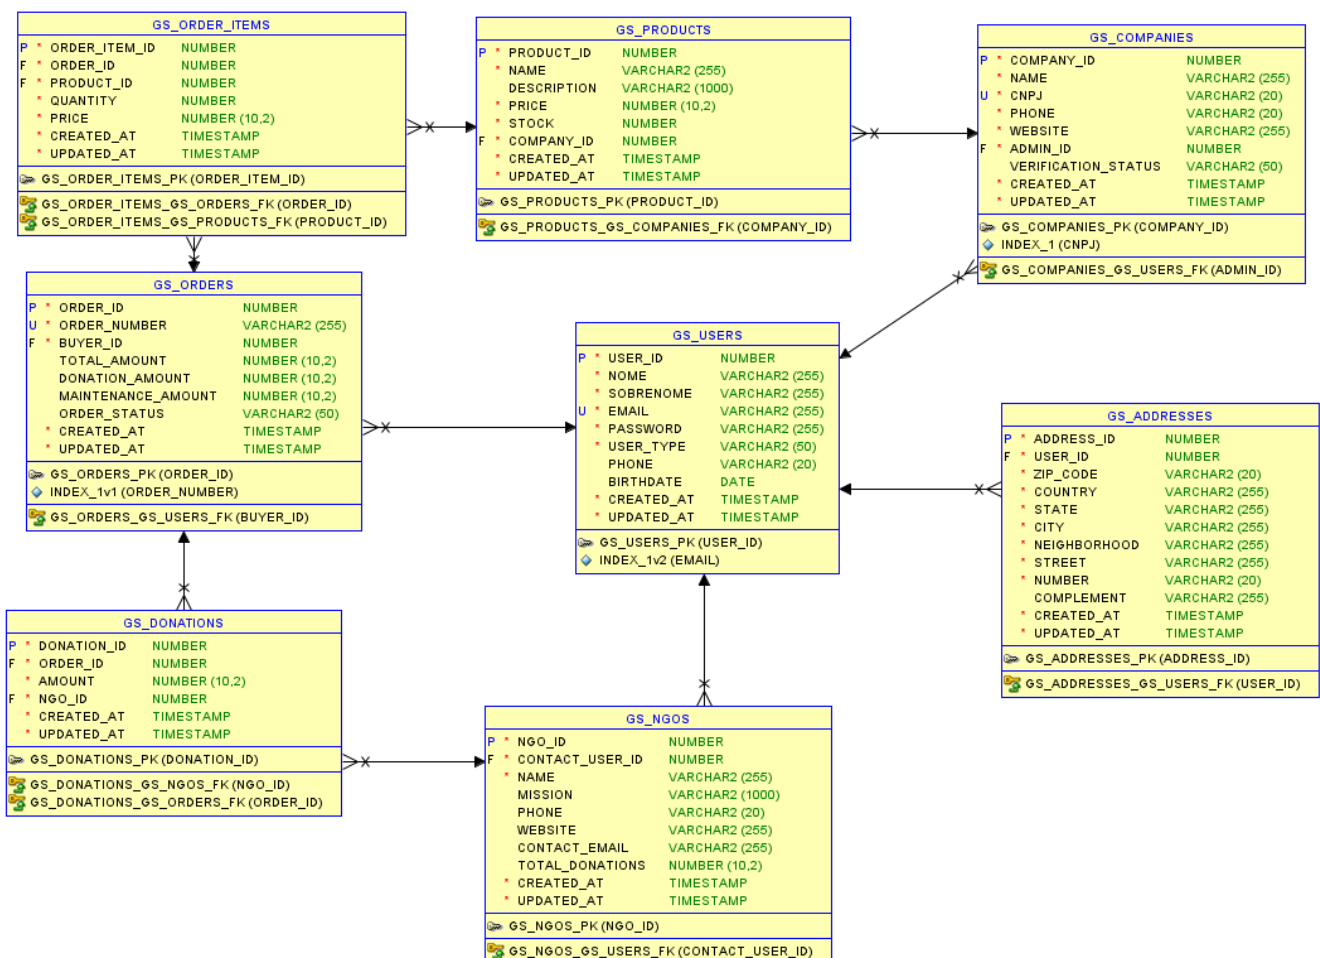 GS_ORDER_ITEMS
P * ORDER_ITEM_ID NUMBER
F * ORDER_ID NUMBER
F * PRODUCT_ID NUMBER
* QUANTITY NUMBER
* PRICE NUMBER (10,2)
* CREATED_AT TIMESTAMP
* UPDATED_AT TIMESTAMP
GS_ORDER_ITEMS_PK (ORDER_ITEM_ID)
GS_ORDER_ITEMS_GS_ORDERS_FK (ORDER_ID)
GS_ORDER_ITEMS_GS_PRODUCTS_FK (PRODUCT_ID)
GS_PRODUCTS
P * PRODUCT_ID NUMBER
* NAME VARCHAR2 (255)
DESCRIPTION VARCHAR2 (1000)
* PRICE NUMBER (10,2)
* STOCK NUMBER
F * COMPANY_ID NUMBER
* CREATED_AT TIMESTAMP
* UPDATED_AT TIMESTAMP
GS_PRODUCTS_PK (PRODUCT_ID)
GS_PRODUCTS_GS_COMPANIES_FK (COMPANY_ID)
GS_COMPANIES
P * COMPANY_ID NUMBER
* NAME VARCHAR2 (255)
U * CNPJ VARCHAR2 (20)
* PHONE VARCHAR2 (20)
* WEBSITE VARCHAR2 (255)
F * ADMIN_ID NUMBER
VERIFICATION_STATUS VARCHAR2 (50)
* CREATED_AT TIMESTAMP
* UPDATED_AT TIMESTAMP
GS_COMPANIES_PK (COMPANY_ID)
INDEX_1 (CNPJ)
GS_COMPANIES_GS_USERS_FK (ADMIN_ID)
GS_ORDERS
P * ORDER_ID NUMBER
U * ORDER_NUMBER VARCHAR2 (255)
F * BUYER_ID NUMBER
TOTAL_AMOUNT NUMBER (10,2)
DONATION_AMOUNT NUMBER (10,2)
MAINTENANCE_AMOUNT NUMBER (10,2)
ORDER_STATUS VARCHAR2 (50)
* CREATED_AT TIMESTAMP
* UPDATED_AT TIMESTAMP
GS_ORDERS_PK (ORDER_ID)
INDEX_1v1 (ORDER_NUMBER)
GS_ORDERS_GS_USERS_FK (BUYER_ID)
GS_USERS
P * USER_ID NUMBER
* NOME VARCHAR2 (255)
* SOBRENOME VARCHAR2 (255)
U * EMAIL VARCHAR2 (255)
* PASSWORD VARCHAR2 (255)
* USER_TYPE VARCHAR2 (50)
PHONE VARCHAR2 (20)
BIRTHDATE DATE
* CREATED_AT TIMESTAMP
* UPDATED_AT TIMESTAMP
GS_USERS_PK (USER_ID)
INDEX_1v2 (EMAIL)
GS_ADDRESSES
P * ADDRESS_ID NUMBER
F * USER_ID NUMBER
* ZIP_CODE VARCHAR2 (20)
* COUNTRY VARCHAR2 (255)
* STATE VARCHAR2 (255)
* CITY VARCHAR2 (255)
* NEIGHBORHOOD VARCHAR2 (255)
* STREET VARCHAR2 (255)
* NUMBER VARCHAR2 (20)
COMPLEMENT VARCHAR2 (255)
* CREATED_AT TIMESTAMP
* UPDATED_AT TIMESTAMP
GS_ADDRESSES_PK (ADDRESS_ID)
GS_ADDRESSES_GS_USERS_FK (USER_ID)
GS_DONATIONS
P * DONATION_ID NUMBER
F * ORDER_ID NUMBER
* AMOUNT NUMBER (10,2)
F * NGO_ID NUMBER
* CREATED_AT TIMESTAMP
* UPDATED_AT TIMESTAMP
GS_DONATIONS_PK (DONATION_ID)
GS_DONATIONS_GS_NGOS_FK (NGO_ID)
GS_DONATIONS_GS_ORDERS_FK (ORDER_ID)
GS_NGOS
P * NGO_ID NUMBER
F * CONTACT_USER_ID NUMBER
* NAME VARCHAR2 (255)
MISSION VARCHAR2 (1000)
PHONE VARCHAR2 (20)
WEBSITE VARCHAR2 (255)
CONTACT_EMAIL VARCHAR2 (255)
TOTAL_DONATIONS NUMBER (10,2)
* CREATED_AT TIMESTAMP
* UPDATED_AT TIMESTAMP
GS_NGOS_PK (NGO_ID)
GS_NGOS_GS_USERS_FK (CONTACT_USER_ID)